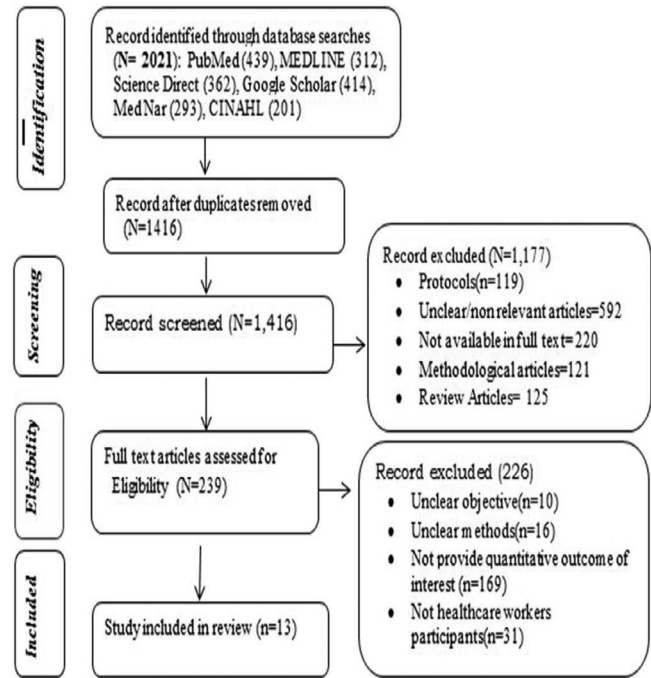 Identification
Record identified through database searches
(N= 2021): PubMed (439), MEDLINE (312),
Science Direct (362), Google Scholar (414),
MedNar (293), CINAHL (201)
Record after duplicates removed
(N=1416)
Screening
Record screened (N=1,416)
Record excluded (N=1,177)
• Protocols(n=119)
• Unclear/non relevant articles=592
• Not available in full text=220
• Methodological articles=121
• Review Articles= 125
Eligibility
Full text articles assessed for
Eligibility (N=239)
Record excluded (226)
• Unclear objective(n=10)
• Unclear methods(n=16)
• Not provide quantitative outcome of
interest (n=169)
• Not healthcare workers
participants(n=31)
Included
Study included in review (n=13)